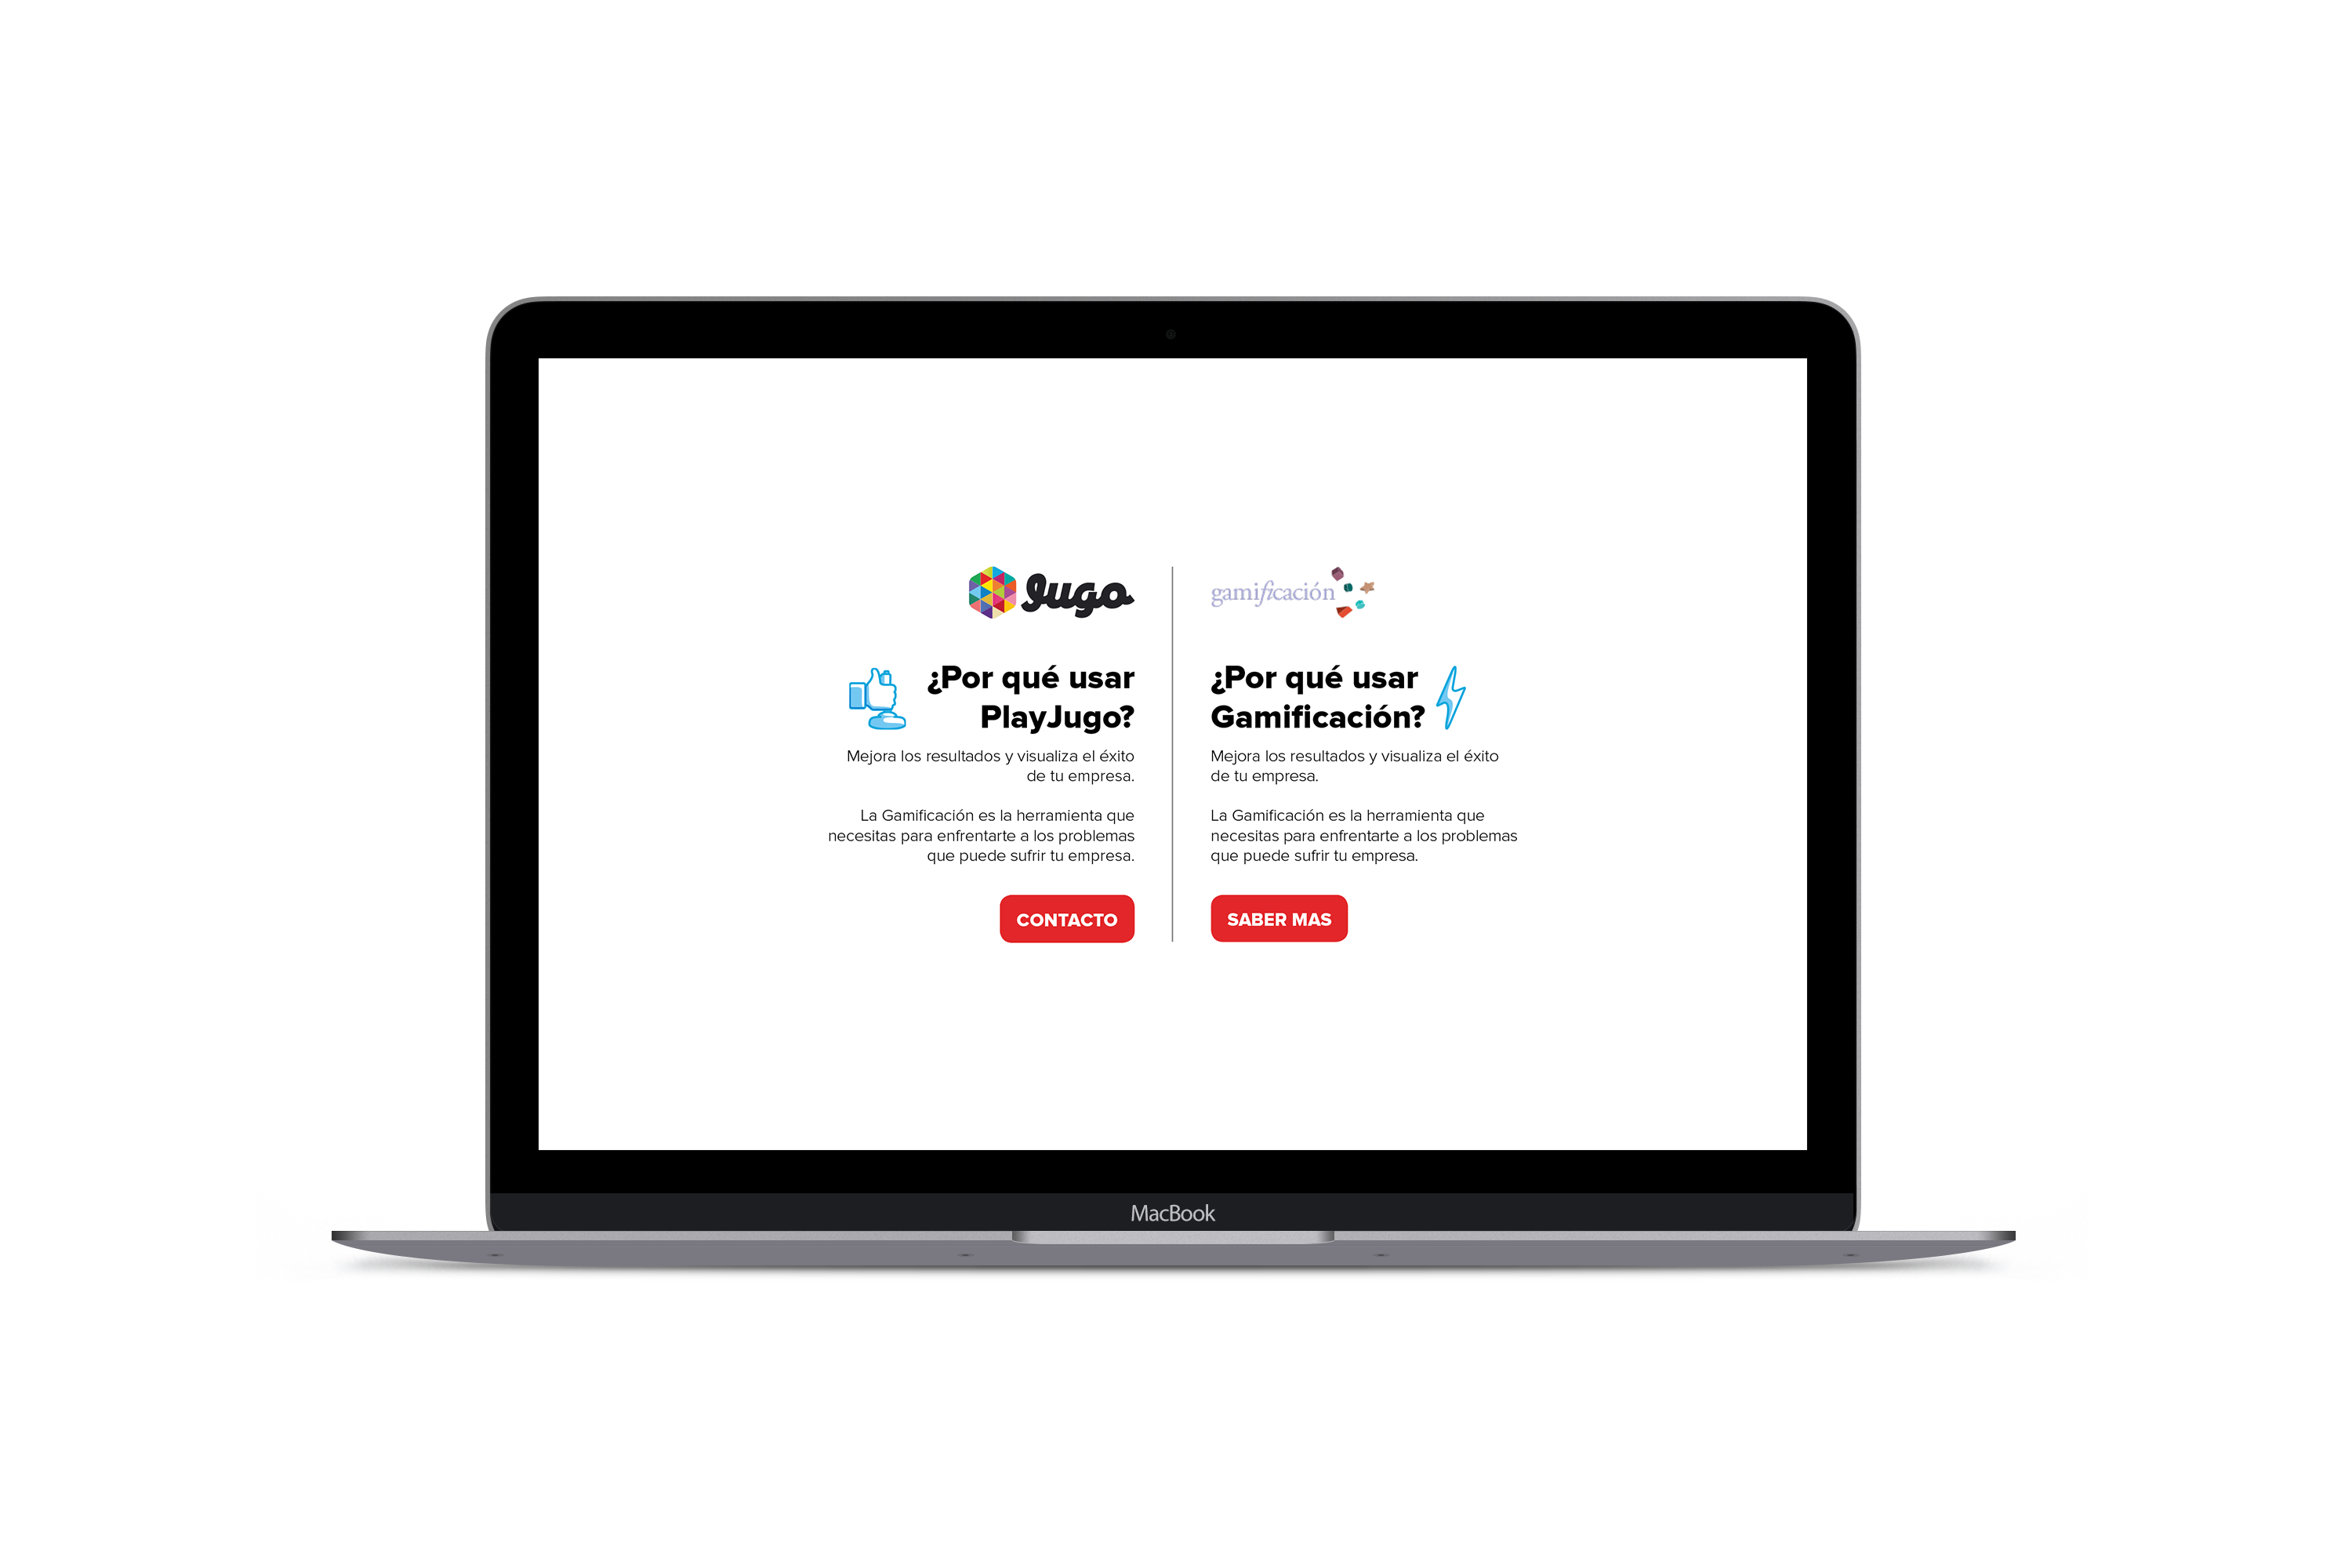 Jugo
¿Por qué usar
PlayJugo?
Mejora los resultados y visualiza el éxito
de tu empresa.
La Gamificación es la herramienta que
necesitas para enfrentarte a los problemas
que puede sufrir tu empresa.
CONTACTO
gamificación
¿Por qué usar
Gamificación?
Mejora los resultados y visualiza el éxito
de tu empresa.
La Gamificación es la herramienta que
necesitas para enfrentarte a los problemas
que puede sufrir tu empresa.
SABER MAS
MacBook